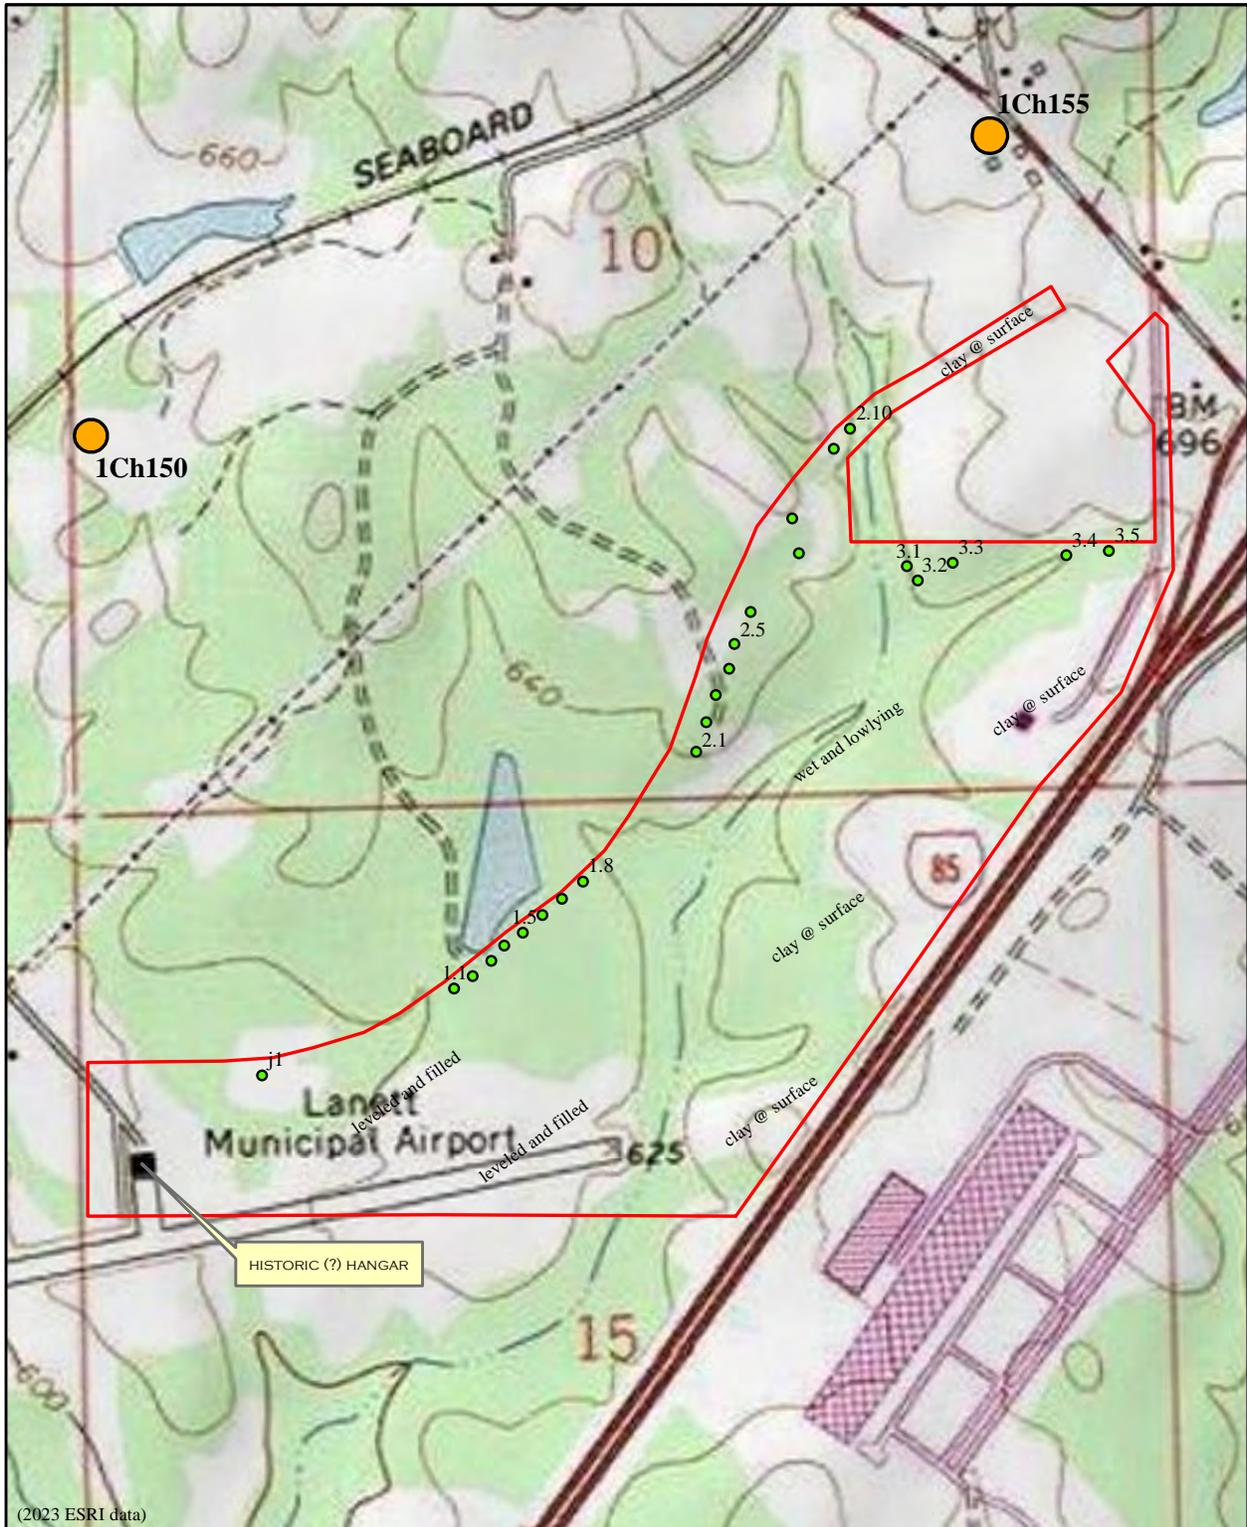 1Ch155
SEABOARD
660
10
clay @ surface
2.10
BM
696
1Ch150
3.1
3.2
3.3
3.4
3.5
2.5
660
clay @ surface
2.1
wet and lowlying
85
1.8
1.5
clay @ surface
1.1
j1
leveled and filled
Lanett
Municipal Airport
leveled and filled
625
clay @ surface
HISTORIC (?) HANGAR
15
600
(2023 ESRI data)